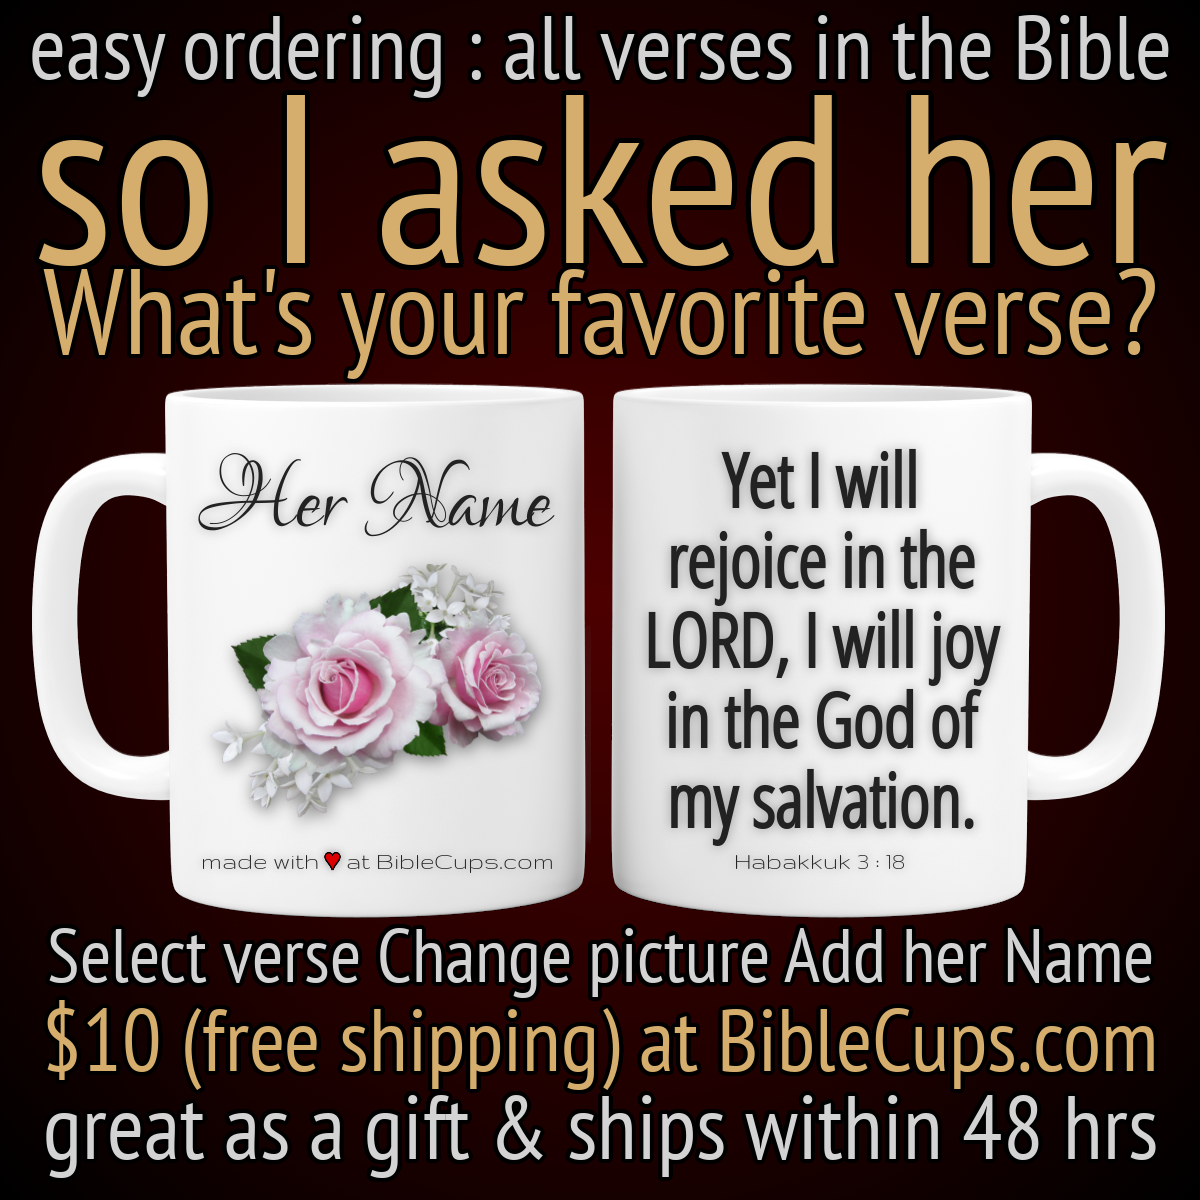 easy ordering : all verses in the Bible
so I asked her
What's your favorite verse?
Her Name
made with ♥ at BibleCups.com
Yet I will
rejoice in the
LORD, I will joy
in the God of
my salvation.
Habakkuk 3 : 18
Select verse Change picture Add her Name
$10 (free shipping) at BibleCups.com
great as a gift & ships within 48 hrs